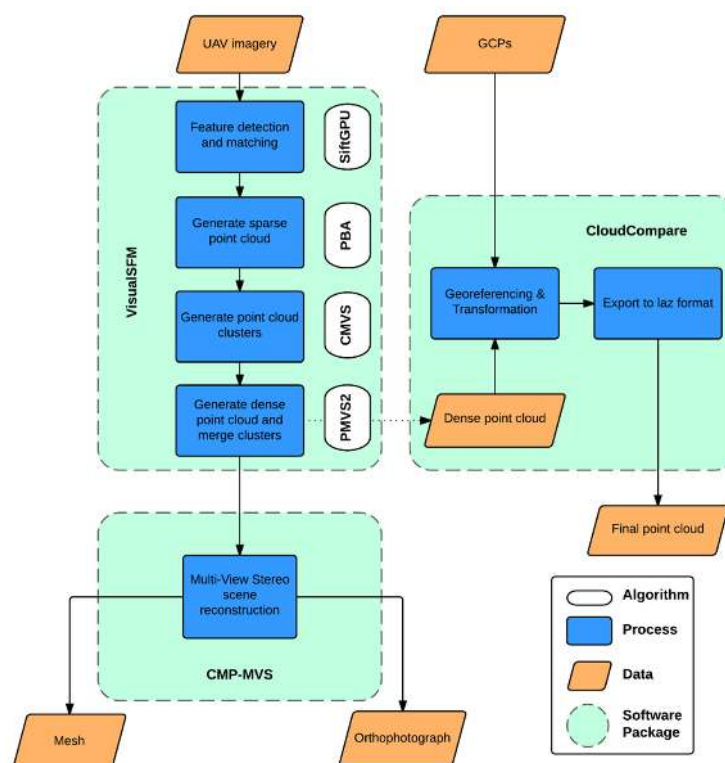 UAV imagery
GCPs
VisualSFM
Feature detection
and matching
SiftGPU
Generate sparse
point cloud
PBA
Generate point cloud
clusters
CMVS
Generate dense
point cloud and
merge clusters
PMVS2
CloudCompare
Georeferencing &
Transformation
Export to laz format
Dense point cloud
Final point cloud
Multi-View Stereo
scene
reconstruction
CMP-MVS
Mesh
Orthophotograph
Algorithm
Process
Data
Software
Package